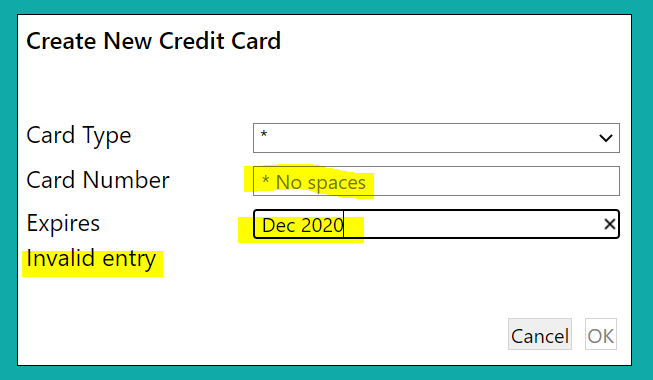 Create New Credit Card
Card Type *
Card Number * No spaces
Expires Dec 2020
Invalid entry
Cancel OK